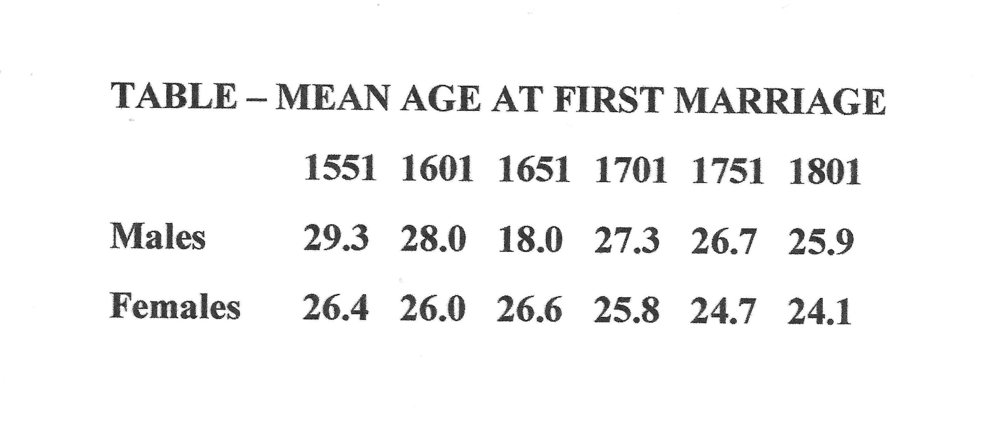 TABLE – MEAN AGE AT FIRST MARRIAGE
1551 1601 1651 1701 1751 1801
Males 29.3 28.0 18.0 27.3 26.7 25.9
Females 26.4 26.0 26.6 25.8 24.7 24.1